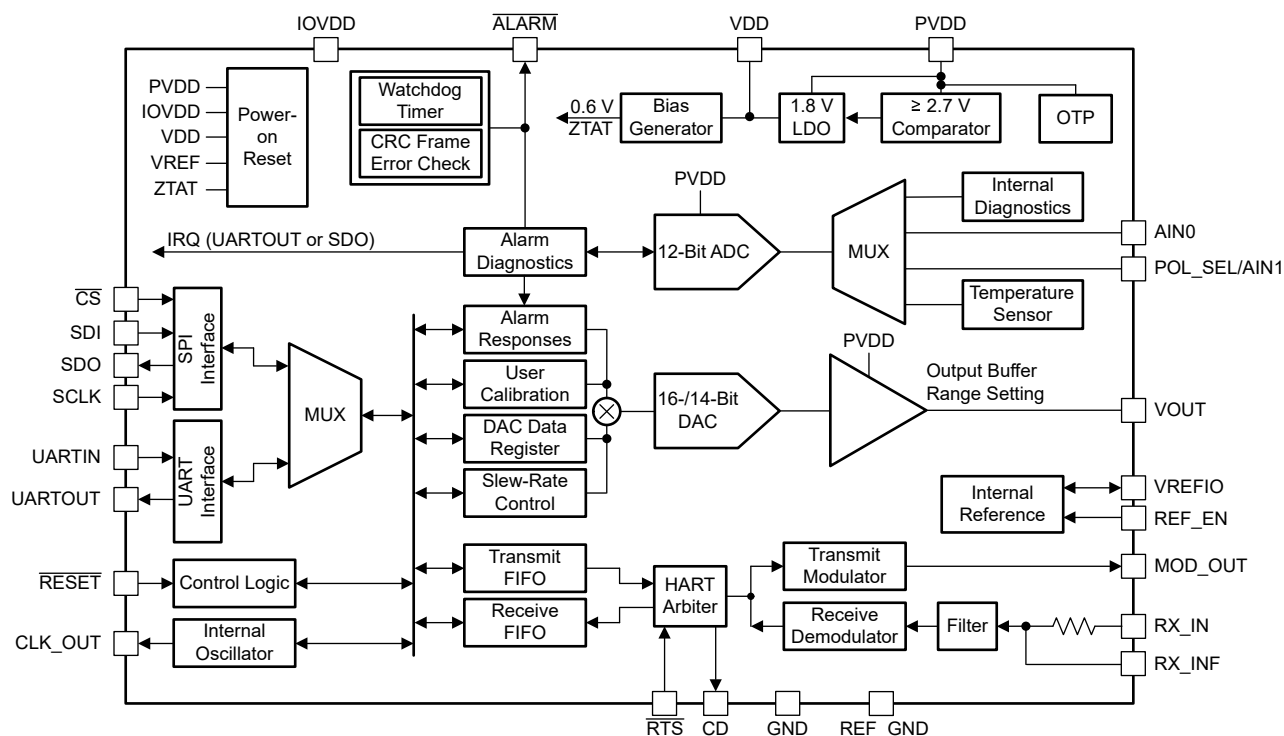 IOVDD
ALARM
VDD
PVDD
PVDD
IOVDD
VDD
VREF
ZTAT
Power-
on
Reset
Watchdog
Timer
CRC Frame
Error Check
0.6 V
ZTAT
Bias
Generator
1.8 V
LDO
≥ 2.7 V
Comparator
OTP
IRQ (UARTOUT or SDO)
Alarm
Diagnostics
PVDD
12-Bit ADC
MUX
Internal
Diagnostics
Temperature
Sensor
AIN0
POL_SEL/AIN1
CS
SDI
SDO
SCLK
SPI
Interface
UARTIN
UARTOUT
UART
Interface
MUX
Alarm
Responses
User
Calibration
DAC Data
Register
Slew-Rate
Control
16-/14-Bit
DAC
PVDD
Output Buffer
Range Setting
VOUT
Internal
Reference
VREFIO
REF_EN
RESET
Control Logic
CLK_OUT
Internal
Oscillator
Transmit
FIFO
Receive
FIFO
HART
Arbiter
Transmit
Modulator
Receive
Demodulator
Filter
MOD_OUT
RX_IN
RX_INF
RTS
CD
GND
REF_GND